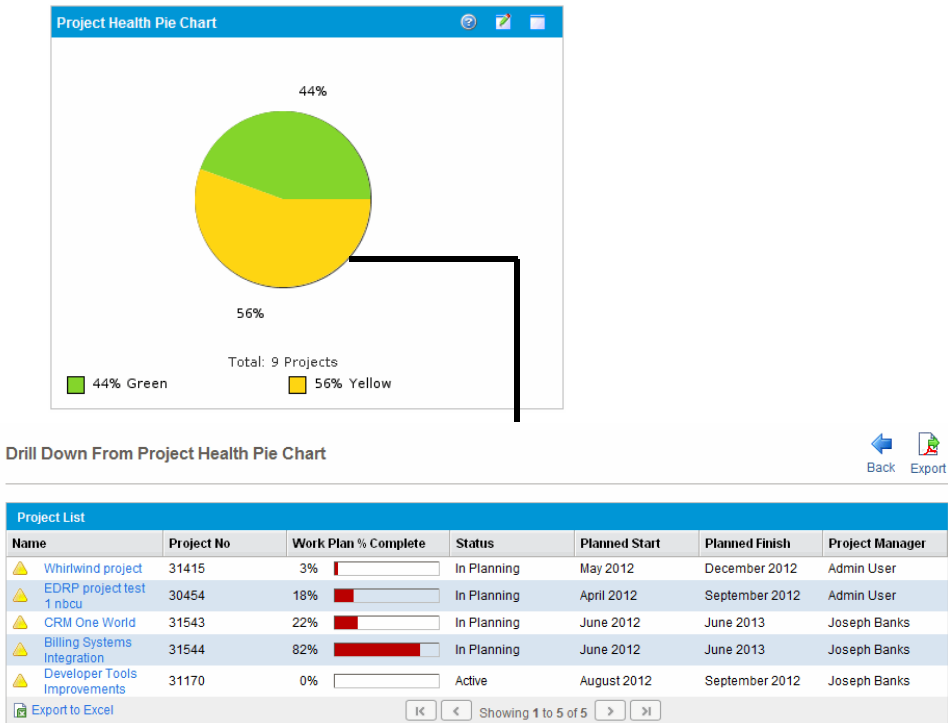 Project Health Pie Chart
44%
56%
Total: 9 Projects
44% Green 56% Yellow
Drill Down From Project Health Pie Chart
Back Export
Project List
Name Project No Work Plan % Complete Status Planned Start Planned Finish Project Manager
Whirlwind project 31415 3% In Planning May 2012 December 2012 Admin User
EDRP project test
1 nbcu 30454 18% In Planning April 2012 September 2012 Admin User
CRM One World 31543 22% In Planning June 2012 June 2013 Joseph Banks
Billing Systems
Integration 31544 82% In Planning June 2012 June 2013 Joseph Banks
Developer Tools
Improvements 31170 0% Active August 2012 September 2012 Joseph Banks
Export to Excel Showing 1 to 5 of 5